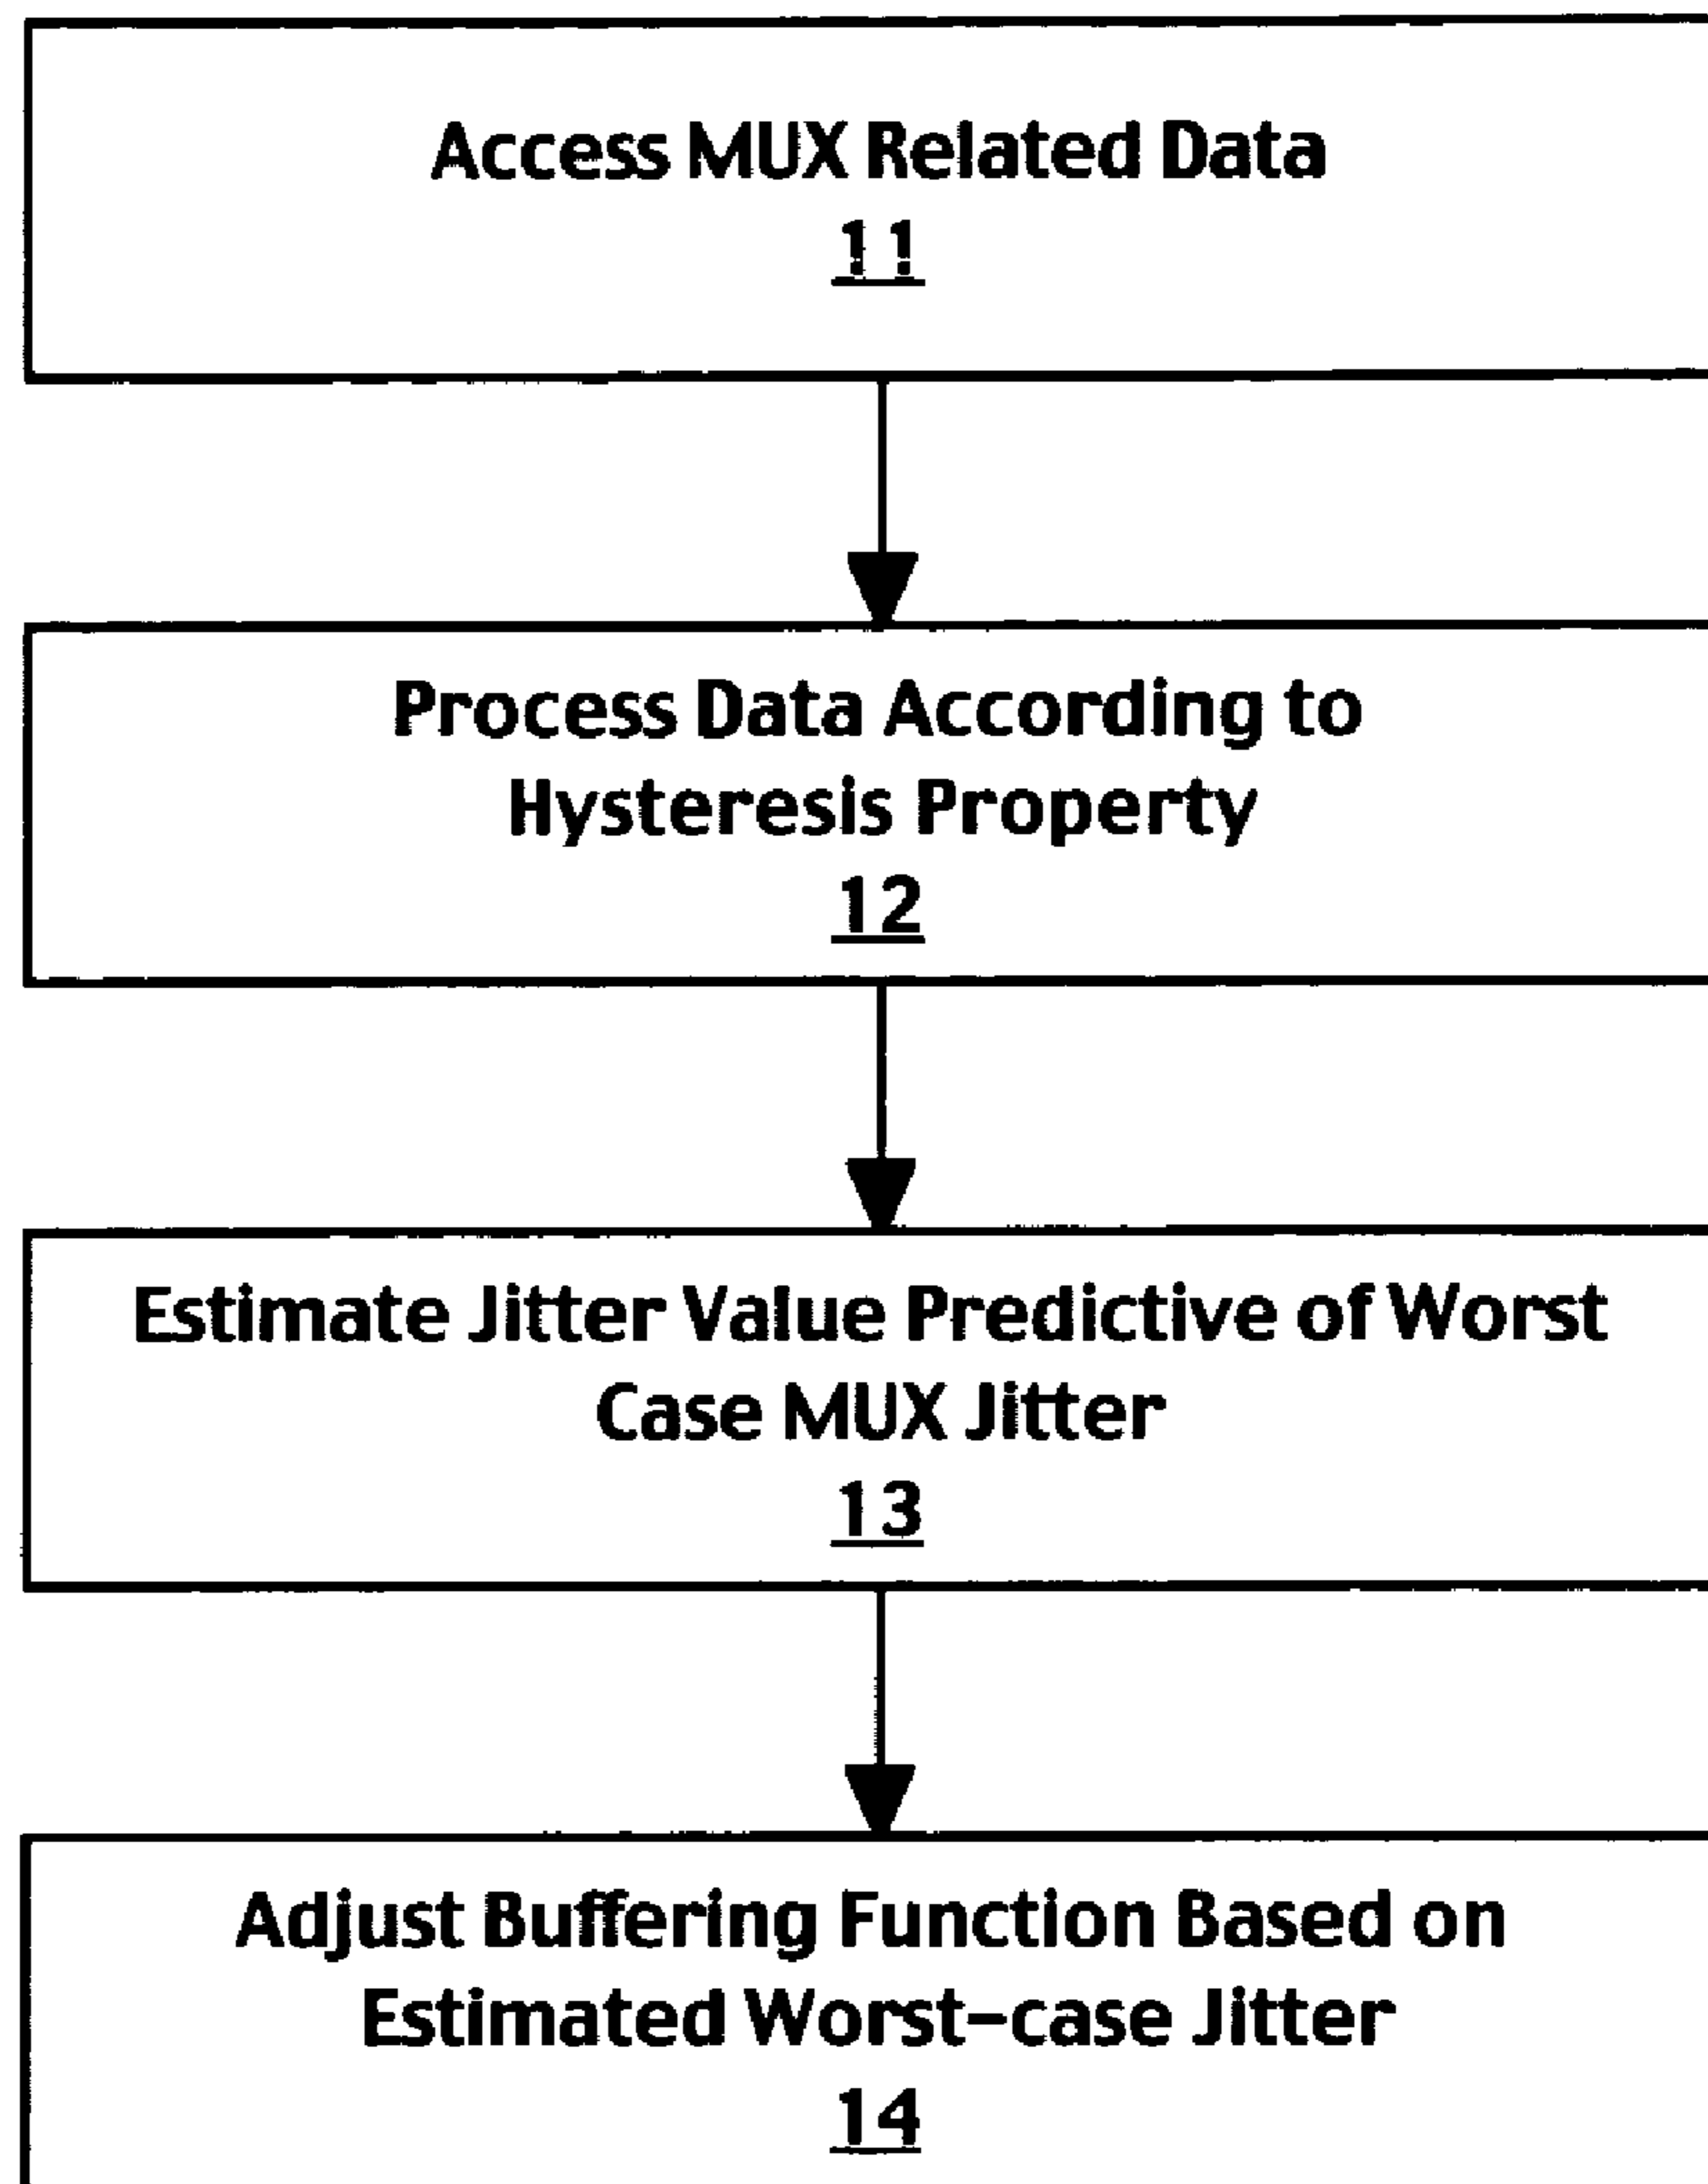 Access MUX Related Data
11
Process Data According to
Hysteresis Property
12
Estimate Jitter Value Predictive of Worst
Case MUX Jitter
13
Adjust Buffering Function Based on
Estimated Worst-case Jitter
14